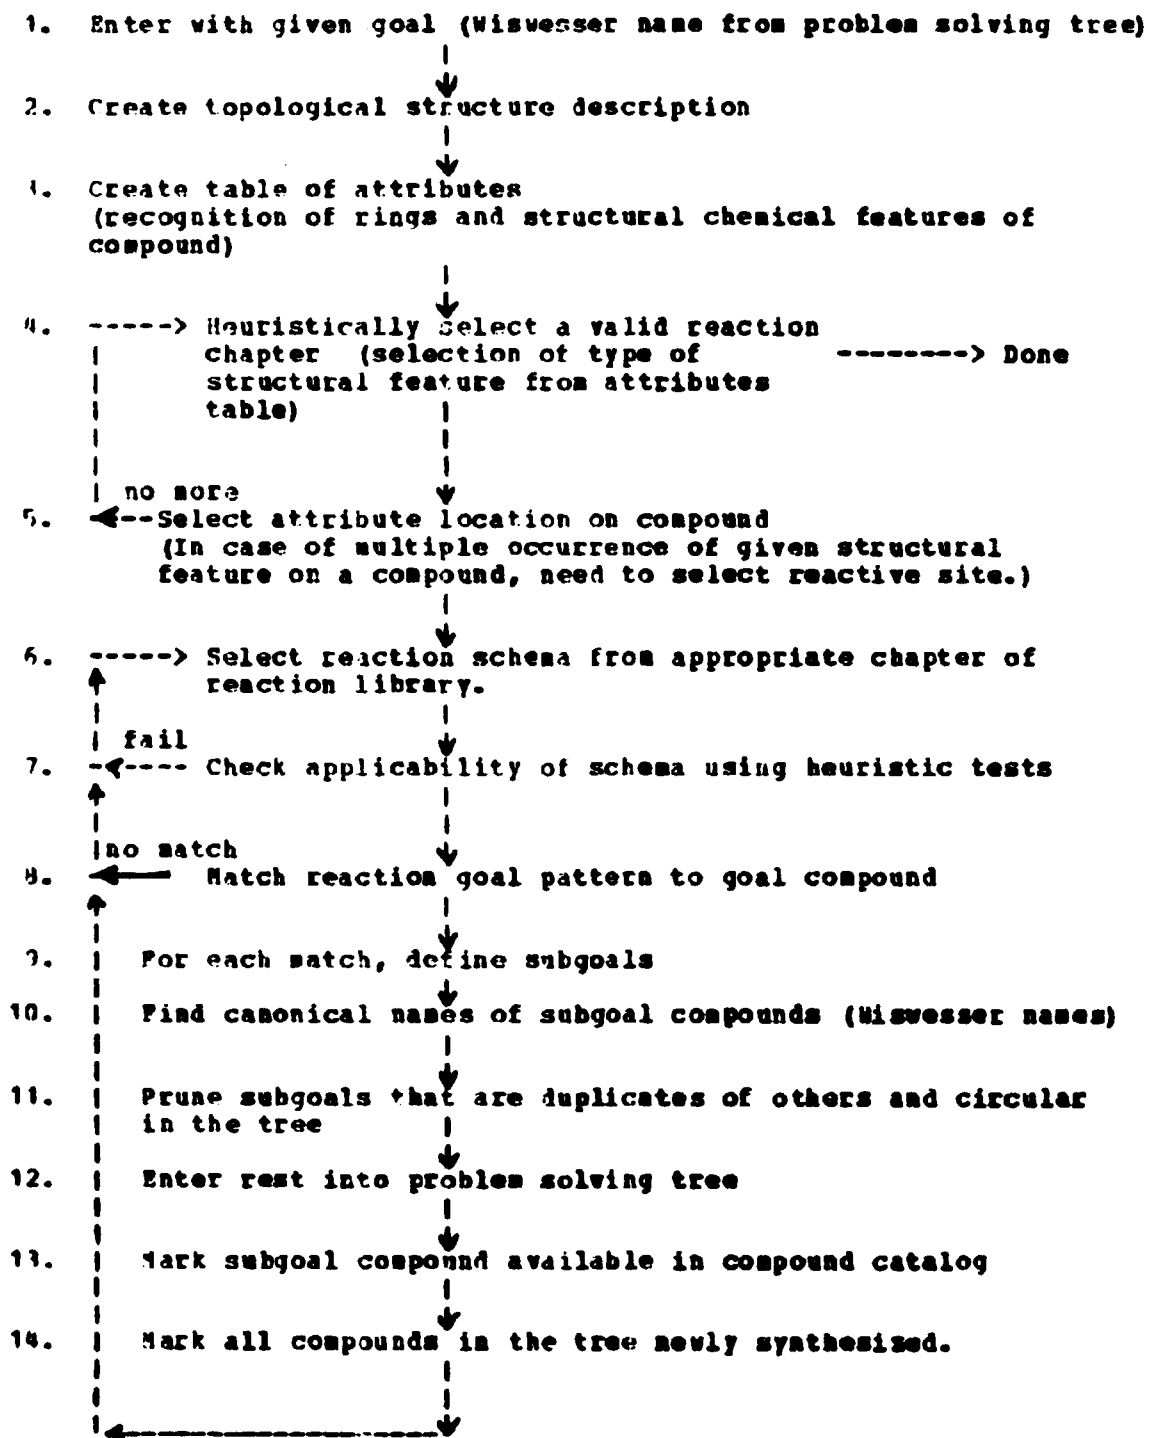 1. Enter with given goal (Wiswesser name from problem solving tree)
2. Create topological structure description
3. Create table of attributes
(recognition of rings and structural chemical features of
compound)
4. -----> Heuristically select a valid reaction
chapter (selection of type of --------> Done
structural feature from attributes
table)
no more
5. Select attribute location on compound
(In case of multiple occurrence of given structural
feature on a compound, need to select reactive site.)
6. -----> Select reaction schema from appropriate chapter of
reaction library.
fail
7. Check applicability of schema using heuristic tests
no match
8. Match reaction goal pattern to goal compound
9. For each match, define subgoals
10. Find canonical names of subgoal compounds (Wiswesser names)
11. Prune subgoals that are duplicates of others and circular
in the tree
12. Enter rest into problem solving tree
13. Mark subgoal compound available in compound catalog
14. Mark all compounds in the tree newly synthesized.